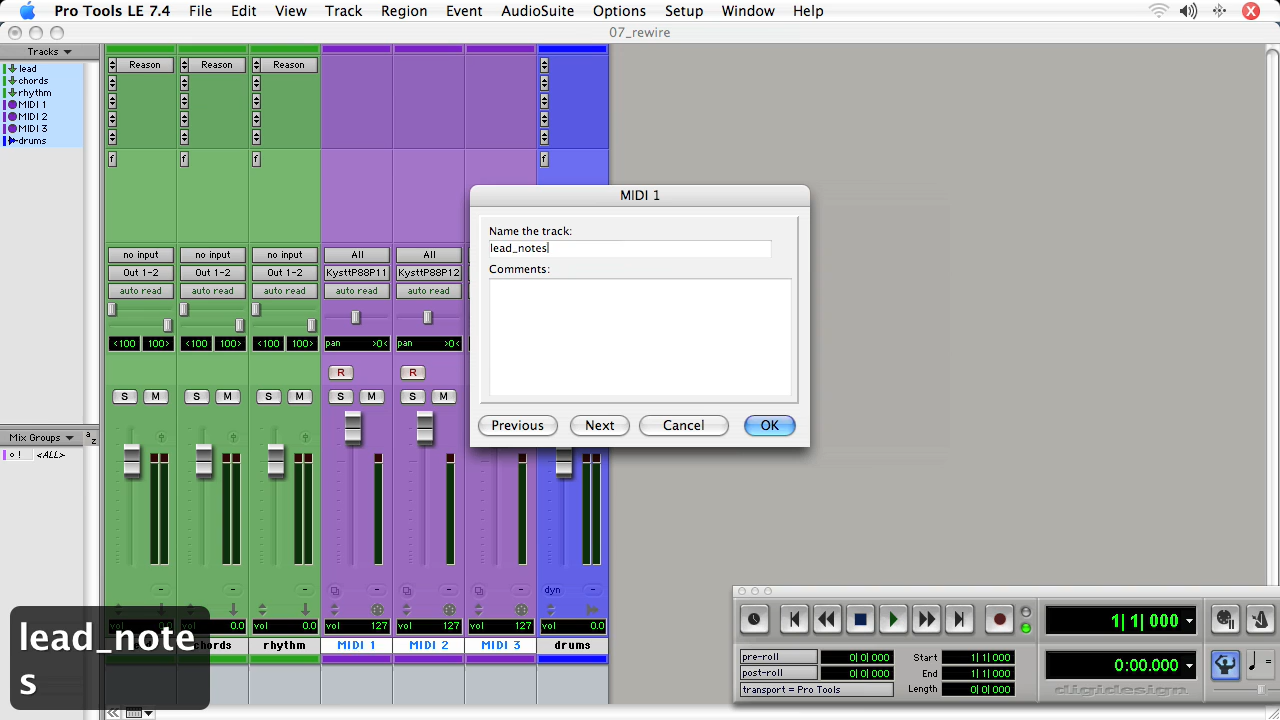 Pro Tools LE 7.4 File Edit View Track Region Event AudioSuite Options Setup Window Help
07_rewire
Tracks
lead
chords
rhythm
MIDI 1
MIDI 2
MIDI 3
drums
Reason Reason Reason
f f f f
MIDI 1
Name the track:
lead_notes
Comments:
Previous Next Cancel OK
no input no input no input All All
Out 1-2 Out 1-2 Out 1-2 KysttP88P11 KysttP88P12
auto read auto read auto read auto read auto read
<100 100> <100 100> <100 100> pan >0< pan >0<
R R
S M S M S M S M S M
Mix Groups a z
o ! <ALL>
dyn
vol 0.0 vol 0.0 vol 127 vol 127 vol 127 vol 0.0
chords rhythm MIDI 1 MIDI 2 MIDI 3 drums
lead_note
s
1| 1| 000
pre-roll 0| 0| 000 Start 1| 1| 000
post-roll 0| 0| 000 End 1| 1| 000
transport = Pro Tools Length 0| 0| 000
0:00.000
digidesign